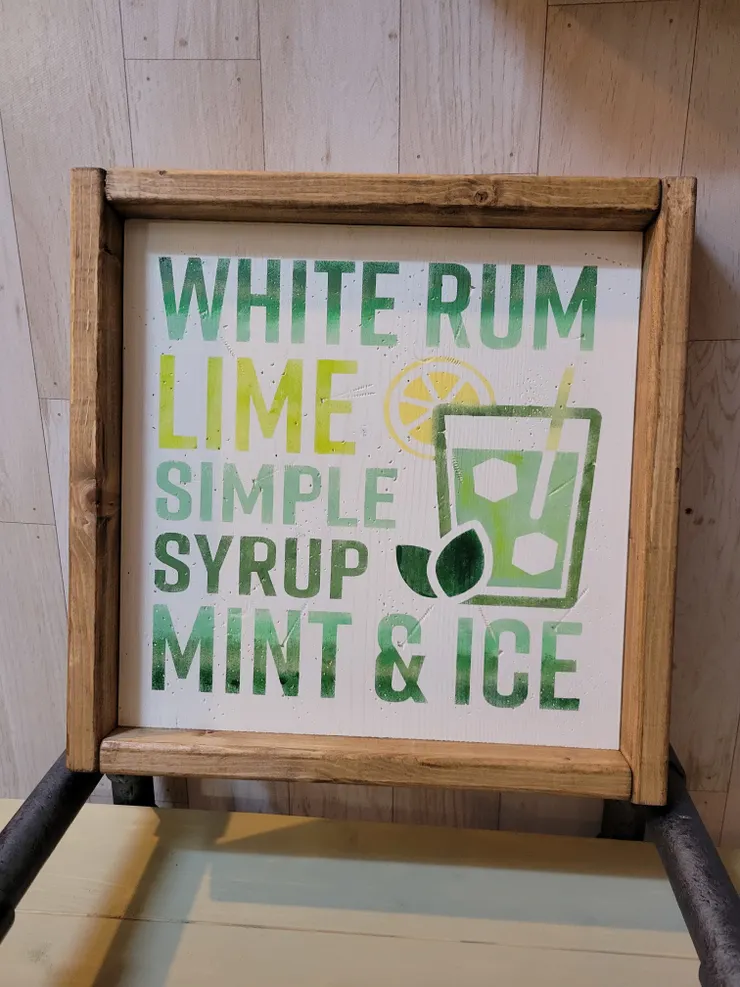 WHITE RUM
LIME
SIMPLE
SYRUP
MINT & ICE